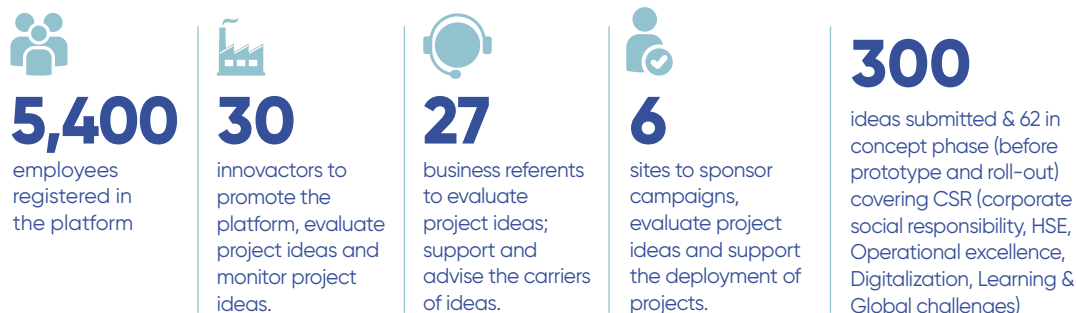 5,400
employees
registered in
the platform
30
innovactors to
promote the
platform, evaluate
project ideas and
monitor project
ideas.
27
business referents
to evaluate
project ideas;
support and
advise the carriers
of ideas.
6
sites to sponsor
campaigns,
evaluate project
ideas and support
the deployment of
projects.
300
ideas submitted & 62 in
concept phase (before
prototype and roll-out)
covering CSR (corporate
social responsibility, HSE,
Operational excellence,
Digitalization, Learning &
Global challenges)